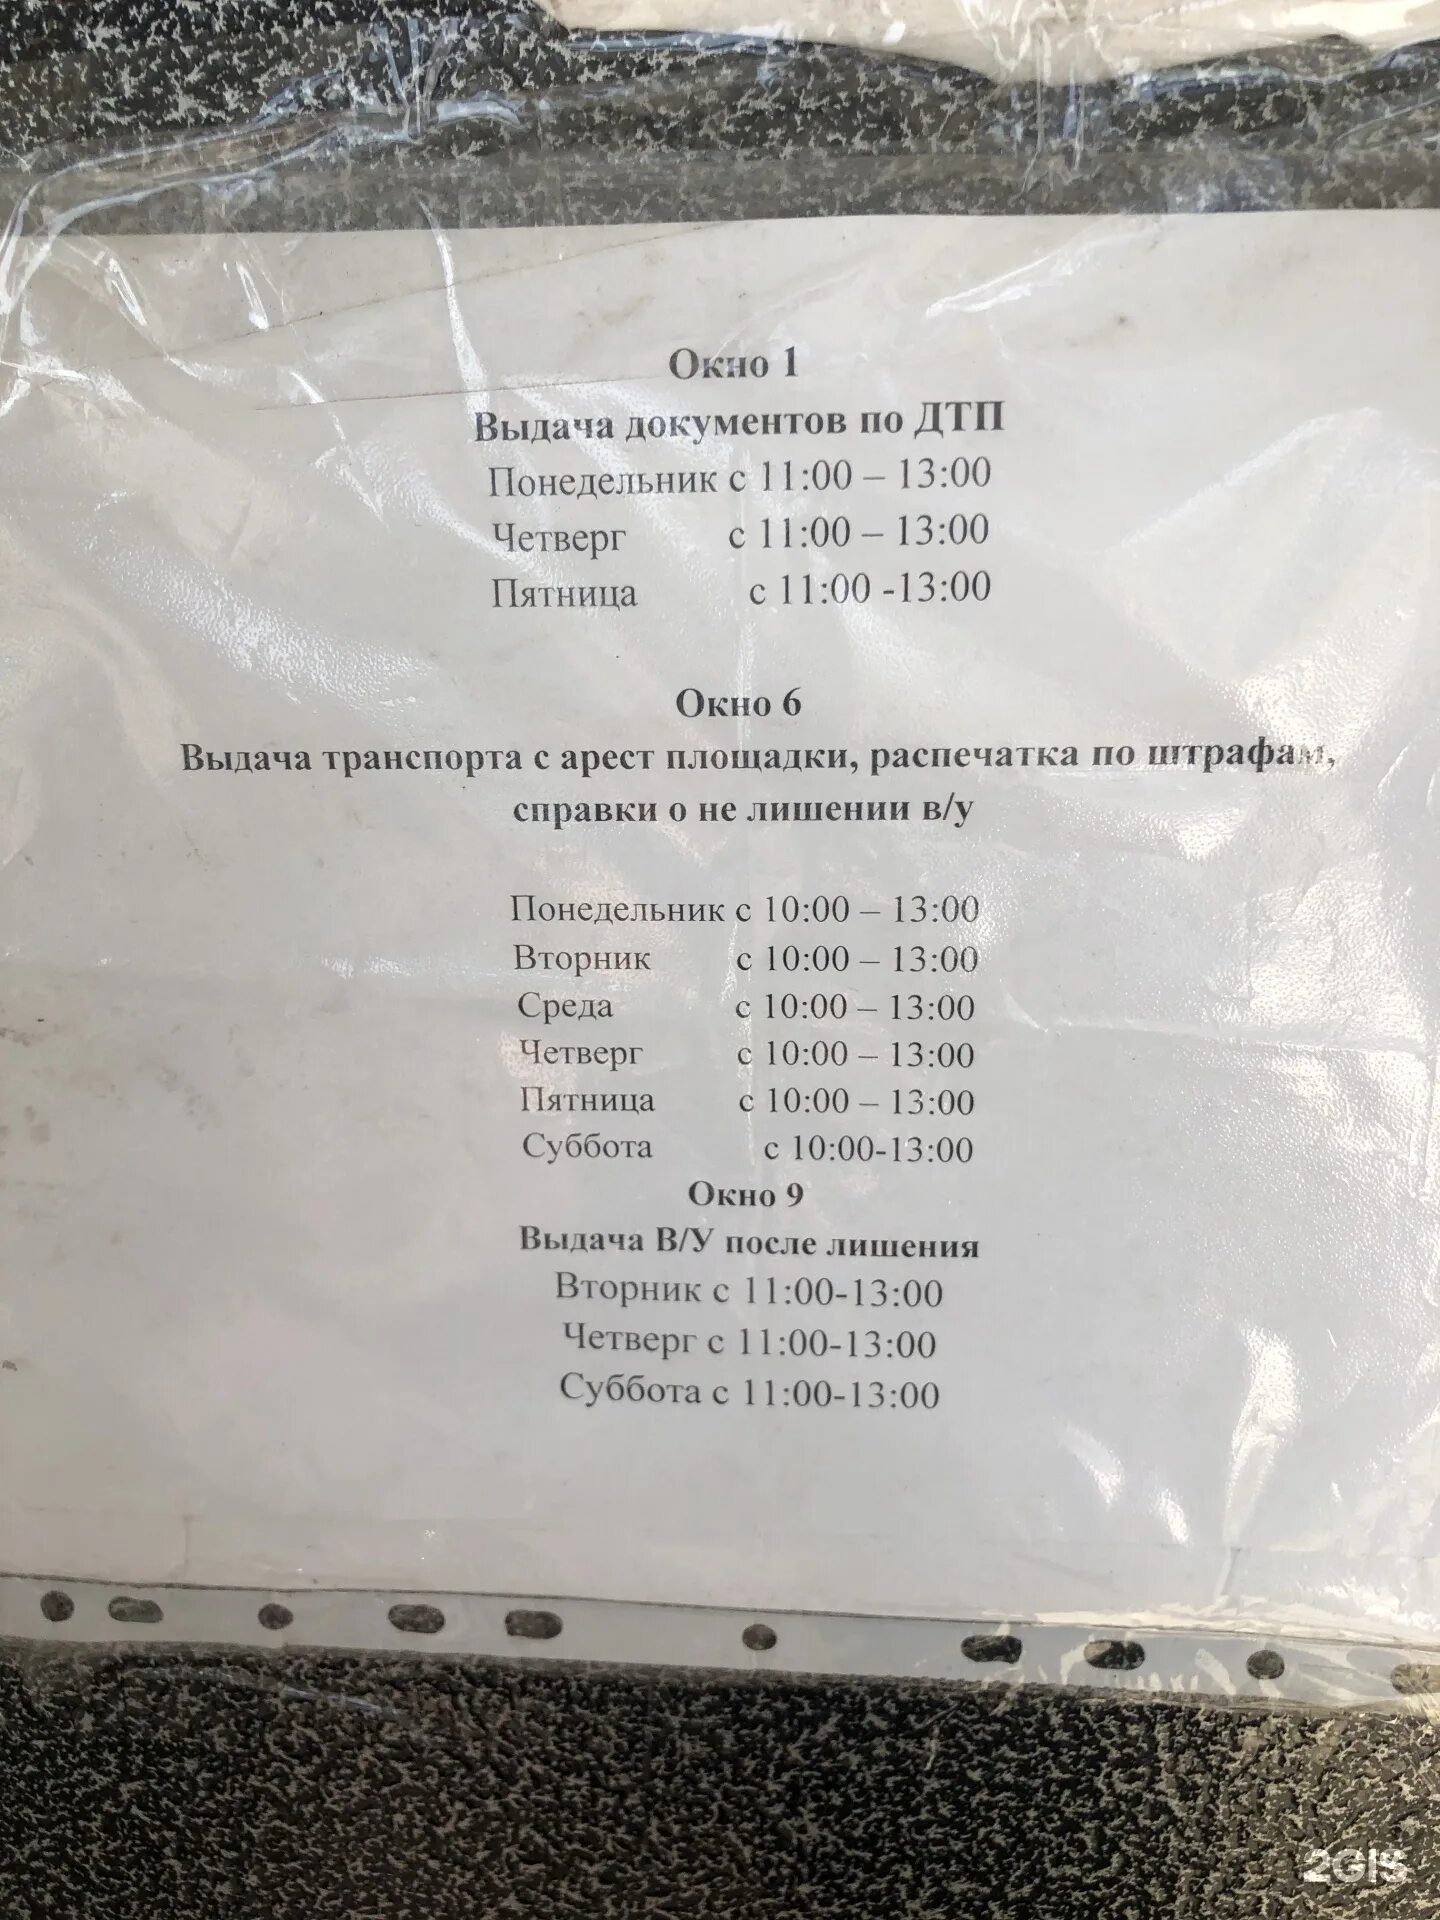 Окно 1
Выдача документов по ДТП
Понедельник с 11:00 – 13:00
Четверг с 11:00 – 13:00
Пятница с 11:00 -13:00
Окно 6
Выдача транспорта с арест площадки, распечатка по штрафам,
справки о не лишении в/у
Понедельник с 10:00 – 13:00
Вторник с 10:00 – 13:00
Среда с 10:00 – 13:00
Четверг с 10:00 – 13:00
Пятница с 10:00 – 13:00
Суббота с 10:00-13:00
Окно 9
Выдача В/У после лишения
Вторник с 11:00-13:00
Четверг с 11:00-13:00
Суббота с 11:00-13:00
2GIS